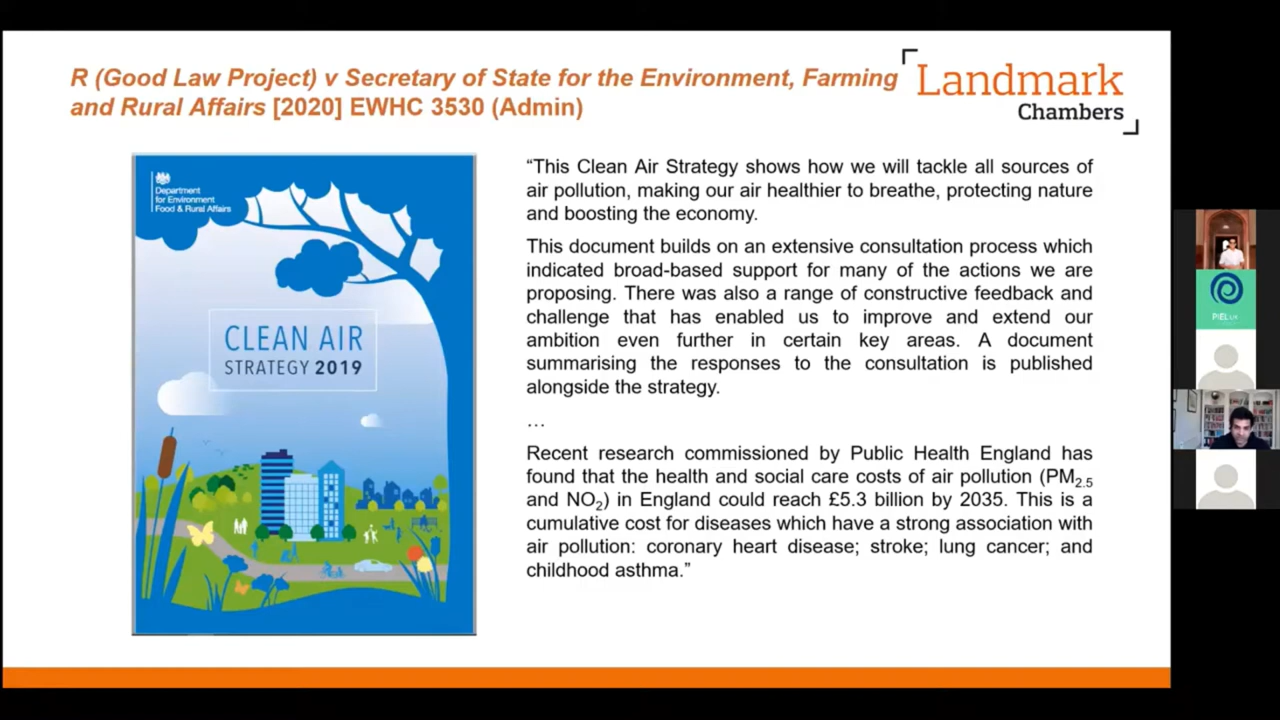 R (Good Law Project) v Secretary of State for the Environment, Farming
and Rural Affairs [2020] EWHC 3530 (Admin)
Landmark
Chambers
Department
for Environment
Food & Rural Affairs
CLEAN AIR
STRATEGY 2019
“This Clean Air Strategy shows how we will tackle all sources of
air pollution, making our air healthier to breathe, protecting nature
and boosting the economy.
This document builds on an extensive consultation process which
indicated broad-based support for many of the actions we are
proposing. There was also a range of constructive feedback and
challenge that has enabled us to improve and extend our
ambition even further in certain key areas. A document
summarising the responses to the consultation is published
alongside the strategy.
…
Recent research commissioned by Public Health England has
found that the health and social care costs of air pollution (PM2.5
and NO2) in England could reach £5.3 billion by 2035. This is a
cumulative cost for diseases which have a strong association with
air pollution: coronary heart disease; stroke; lung cancer; and
childhood asthma.”